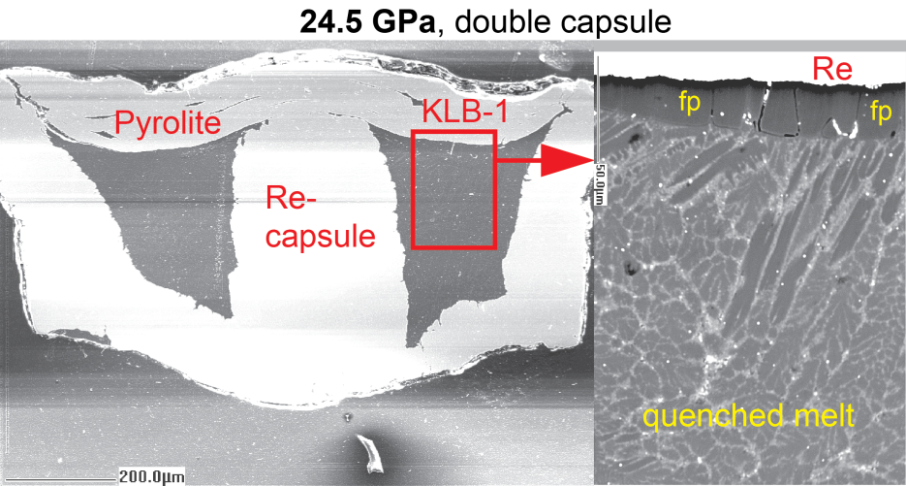 24.5 GPa, double capsule
Pyrolite
KLB-1
Re-
capsule
200.0µm
Re
fp
fp
50.0µm
quenched melt